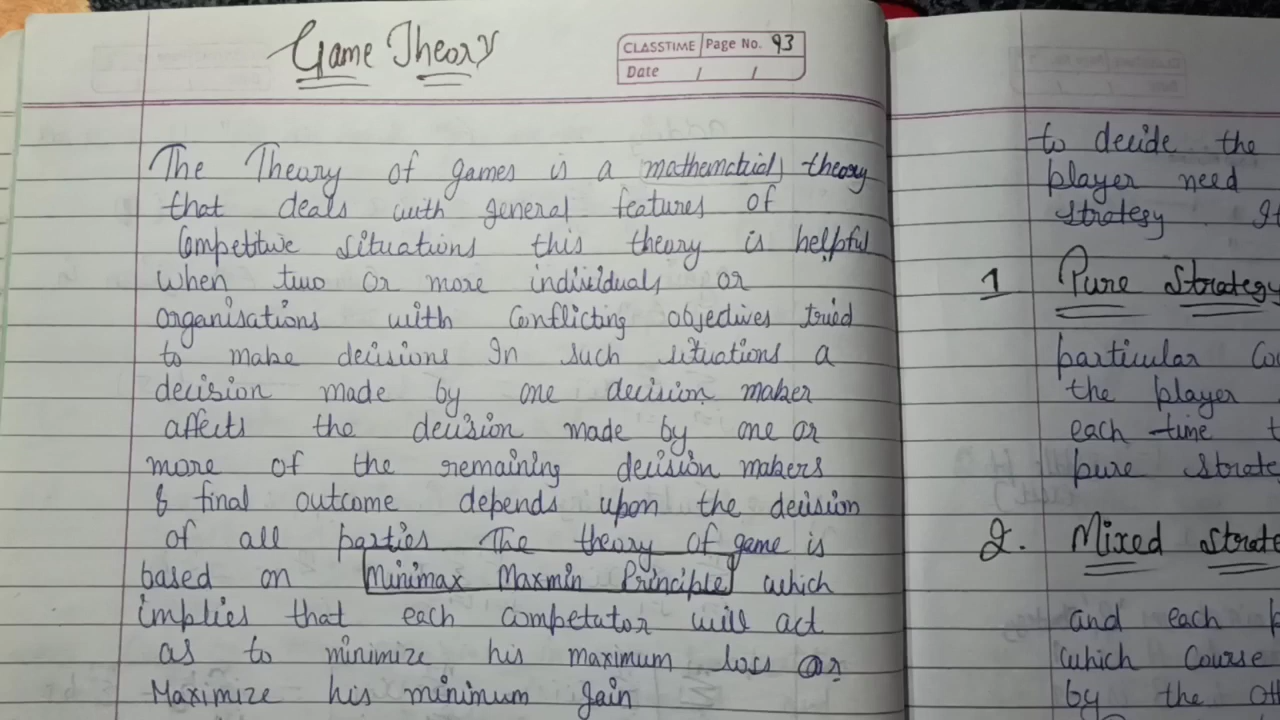 Game Theory
CLASSTIME Page No. 93
Date / /
The Theory of games is a mathematical theory
that deals with general features of
Competitive situations this theory is helpful
when two or more individuals or
organisations with Conflicting objectives tried
to make decisions In such situations a
decision made by one decision maker
affects the decision made by one or
more of the remaining decision makers
& final outcome depends upon the decision
of all parties The theory of game is
based on Minimax Maxmin Principle which
implies that each Competator will act
as to minimize his maximum loss or
Maximize his minimum gain
to decide the
player need
strategy
1 Pure Strategy
particular
the player
each time
pure strate
2. Mixed Strate
and each
which Course
by the